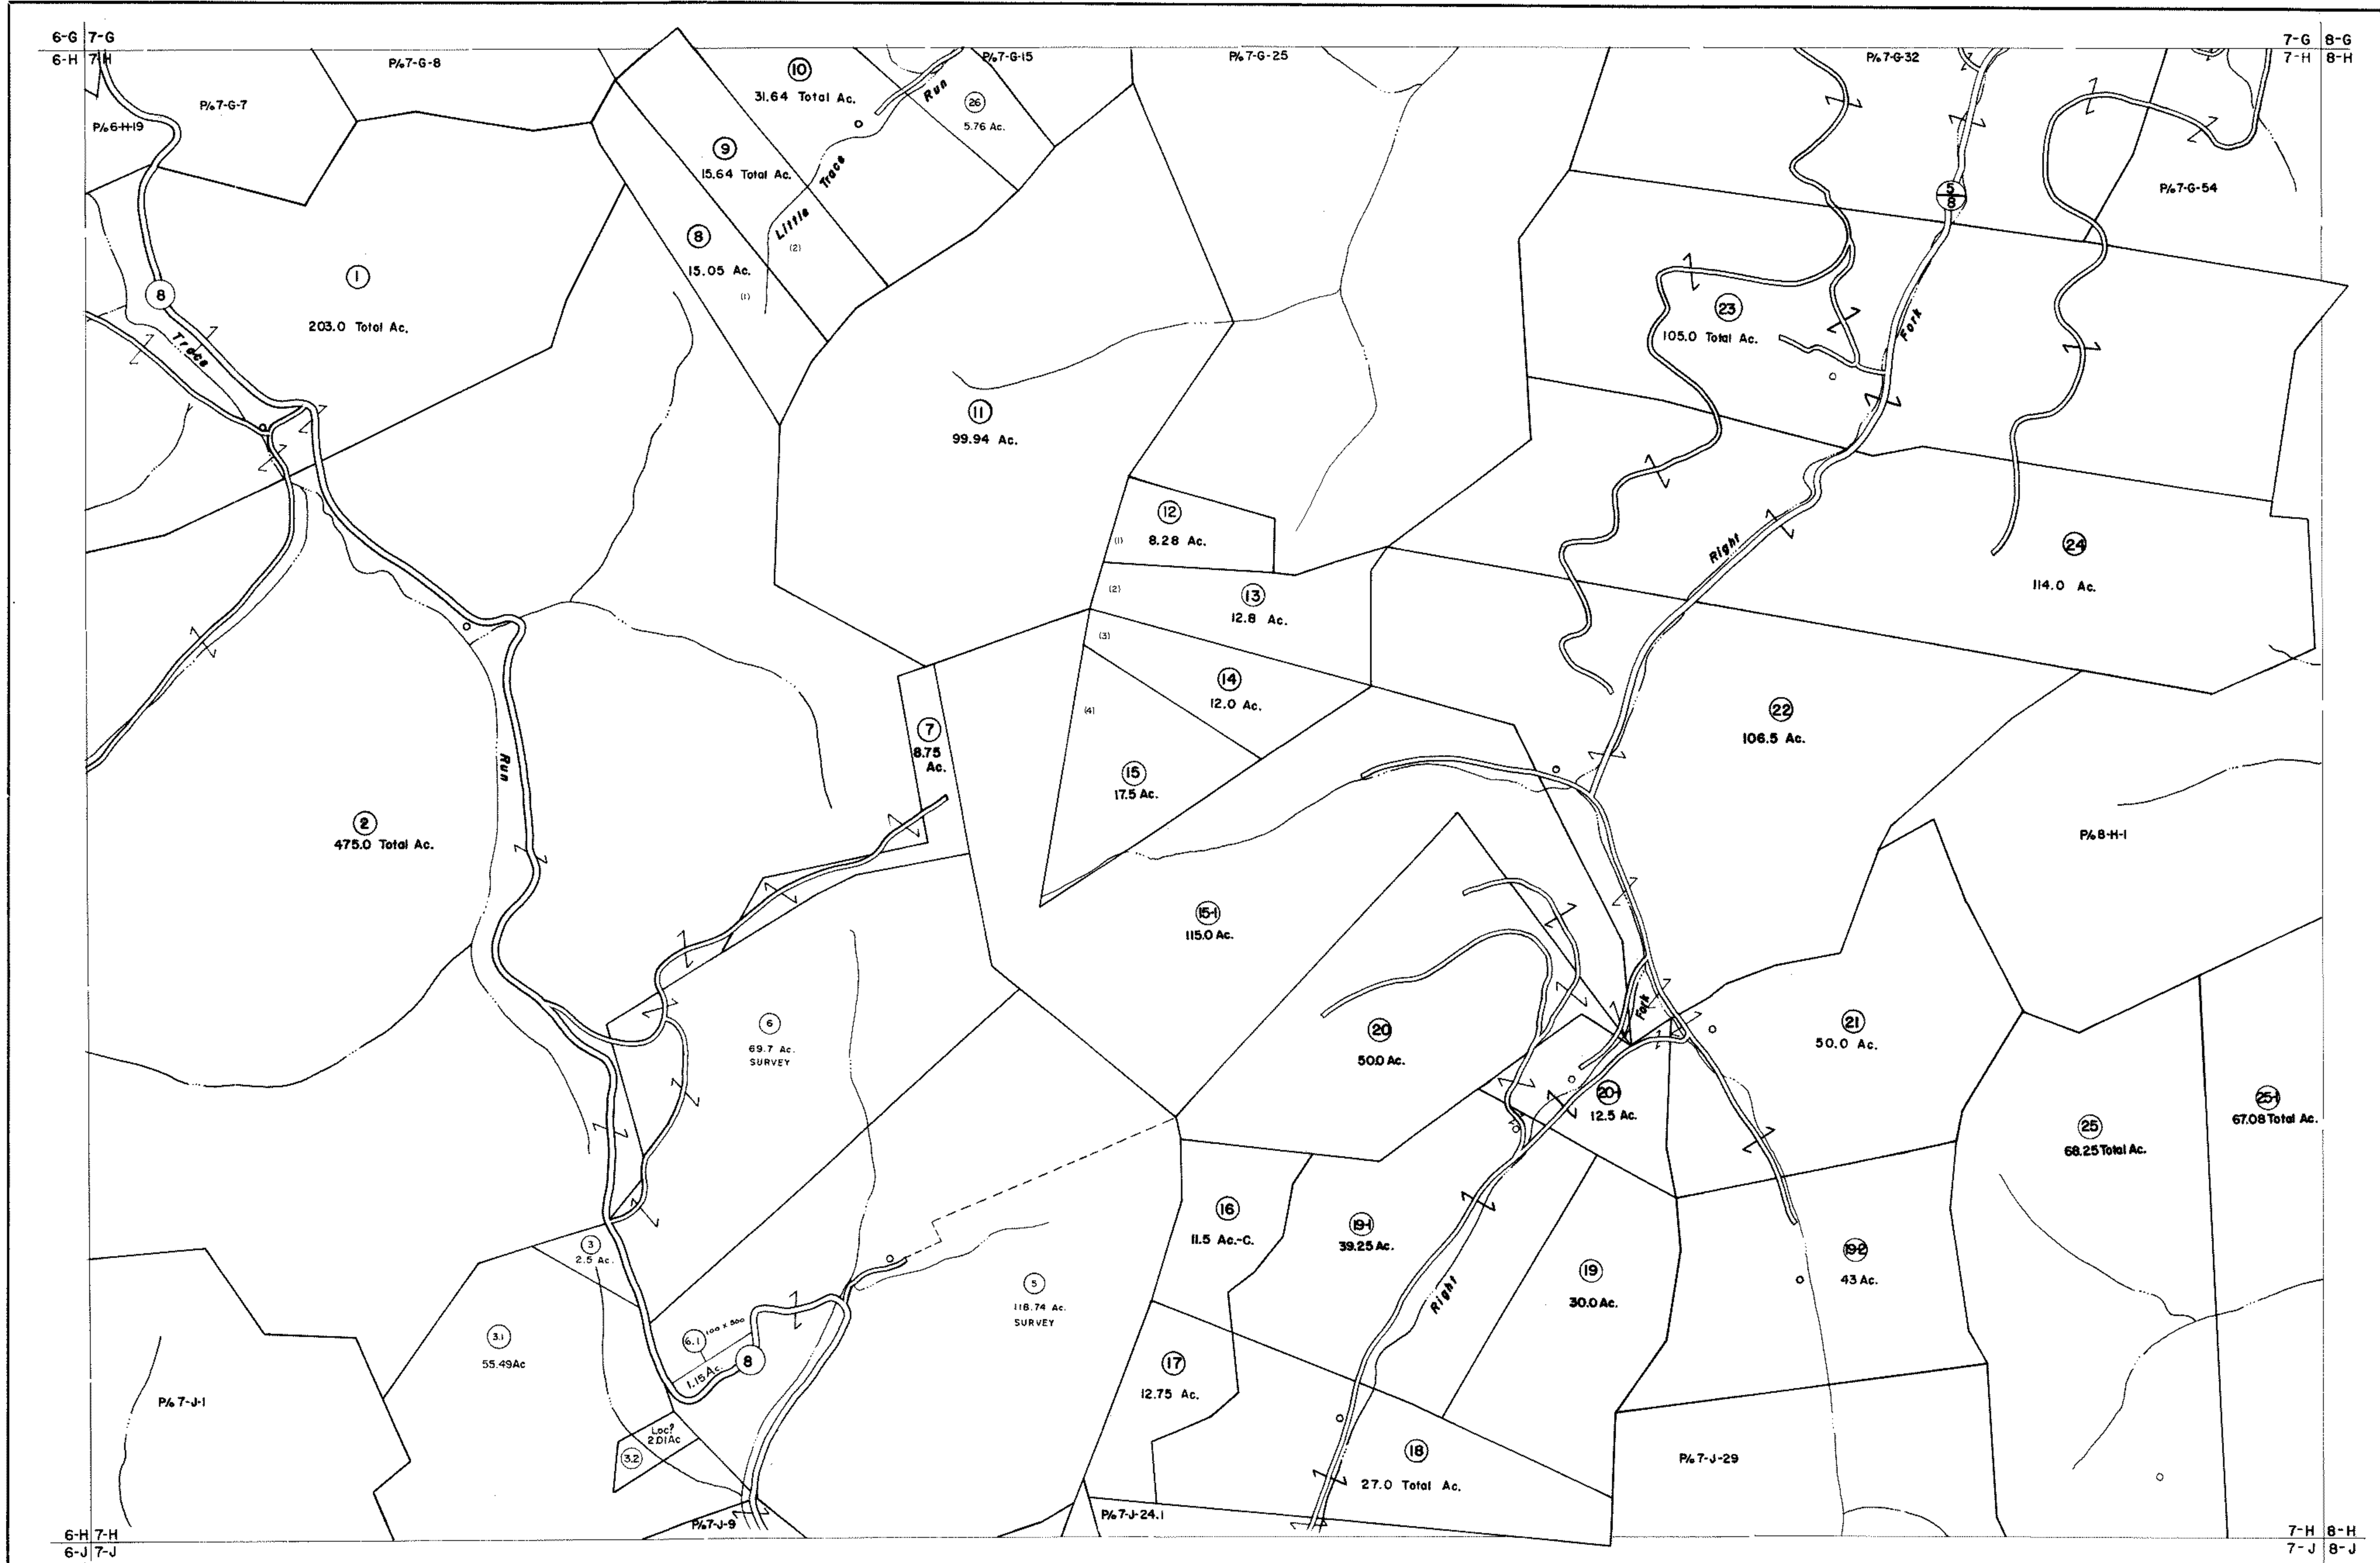 6-G 7-G
6-H 7-H
7-G 8-G
7-H 8-H
P/o 6-H-19
P/o 7-G-7
P/o 7-G-8
10
31.64 Total Ac.
P/o 7-G-15
26
5.76 Ac.
P/o 7-G-25
P/o 7-G-32
P/o 7-G-54
9
15.64 Total Ac.
8
15.05 Ac.
(1)
(2)
Little Trace Run
5
8
1
203.0 Total Ac.
8
Trace
23
105.0 Total Ac.
Fork
11
99.94 Ac.
12
(1) 8.28 Ac.
Right
24
114.0 Ac.
(2)
13
12.8 Ac.
(3)
14
12.0 Ac.
(4)
7
8.75
Ac.
22
106.5 Ac.
Run
15
17.5 Ac.
2
475.0 Total Ac.
P/o 8-H-1
15-1
115.0 Ac.
Fork
6
69.7 Ac.
SURVEY
20
50.0 Ac.
21
50.0 Ac.
20-1
12.5 Ac.
25
68.25 Total Ac.
25-1
67.08 Total Ac.
16
11.5 Ac.-C.
19-1
39.25 Ac.
Right
19
30.0 Ac.
19-2
43 Ac.
3
2.5 Ac.
5
118.74 Ac.
SURVEY
3.1
55.49 Ac
6.1
100 x 500
1.15 Ac.
8
17
12.75 Ac.
P/o 7-J-1
Loc?
2.01 Ac
3.2
18
27.0 Total Ac.
P/o 7-J-29
P/o 7-J-9
P/o 7-J-24.1
6-H 7-H
6-J 7-J
7-H 8-H
7-J 8-J